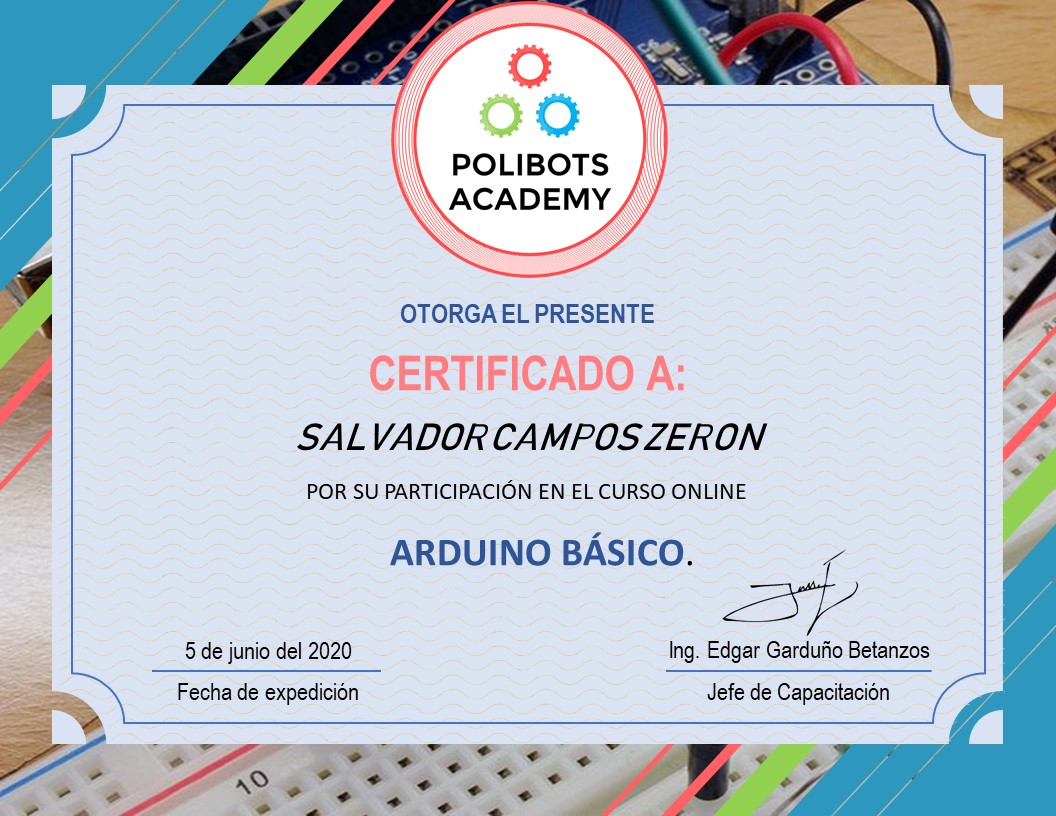 POLIBOTS
ACADEMY
OTORGA EL PRESENTE
CERTIFICADO A:
SALVADOR CAMPOS ZERON
POR SU PARTICIPACIÓN EN EL CURSO ONLINE
ARDUINO BÁSICO.
5 de junio del 2020
Ing. Edgar Garduño Betanzos
Fecha de expedición
Jefe de Capacitación
10